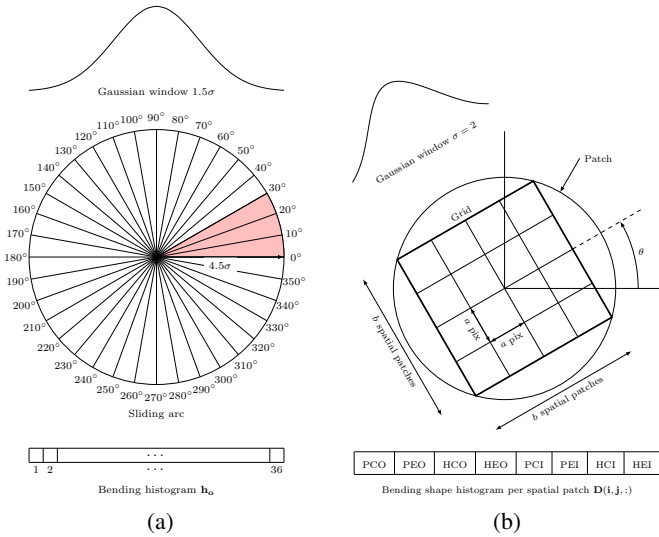 Gaussian window 1.5σ
90°
100° 80°
110° 70°
120° 60°
130° 50°
140° 40°
150° 30°
160° 20°
170° 10°
180° 0°
4.5σ
190° 350°
200° 340°
210° 330°
220° 320°
230° 310°
240° 300°
250° 290°
260° 280°
270°
Sliding arc
. . .
1 2 . . . 36
Bending histogram h_o
(a)
Gaussian window σ = 2
Patch
Grid
θ
a pix
a pix
b spatial patches
b spatial patches
PCO PEO HCO HEO PCI PEI HCI HEI
Bending shape histogram per spatial patch D(i, j, :)
(b)